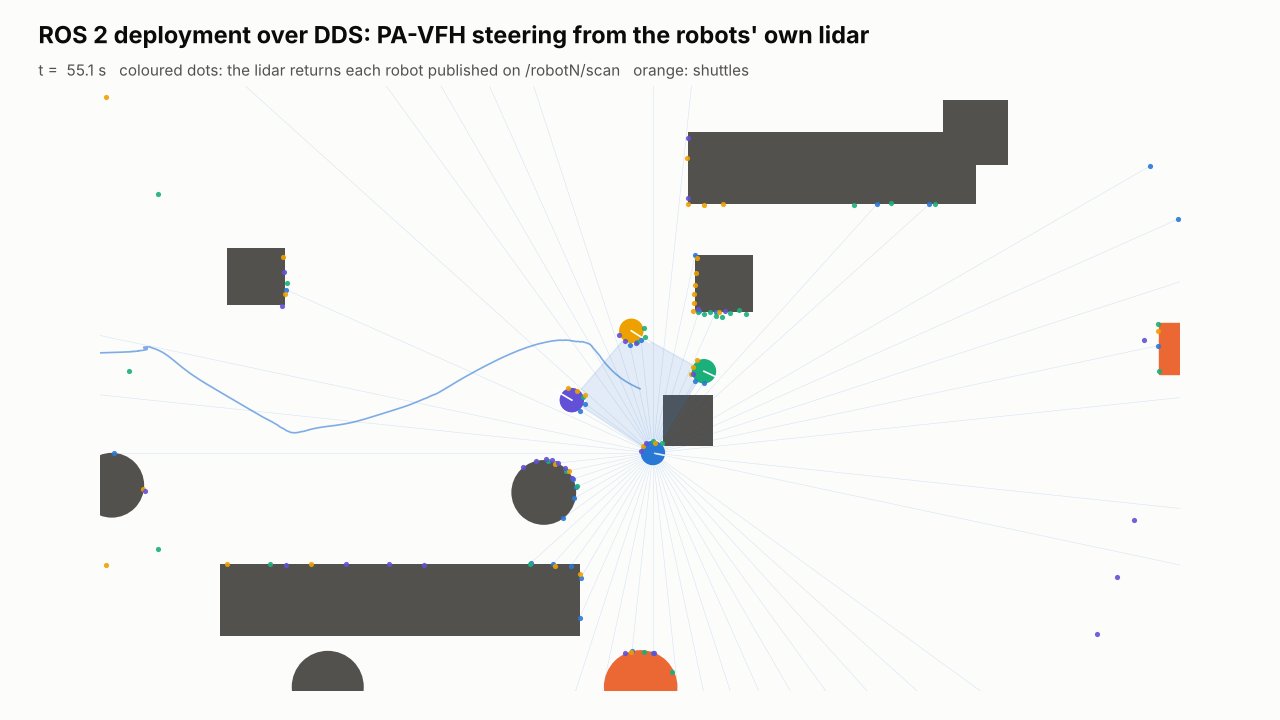 ROS 2 deployment over DDS: PA-VFH steering from the robots' own lidar
t = 55.1 s coloured dots: the lidar returns each robot published on /robotN/scan orange: shuttles